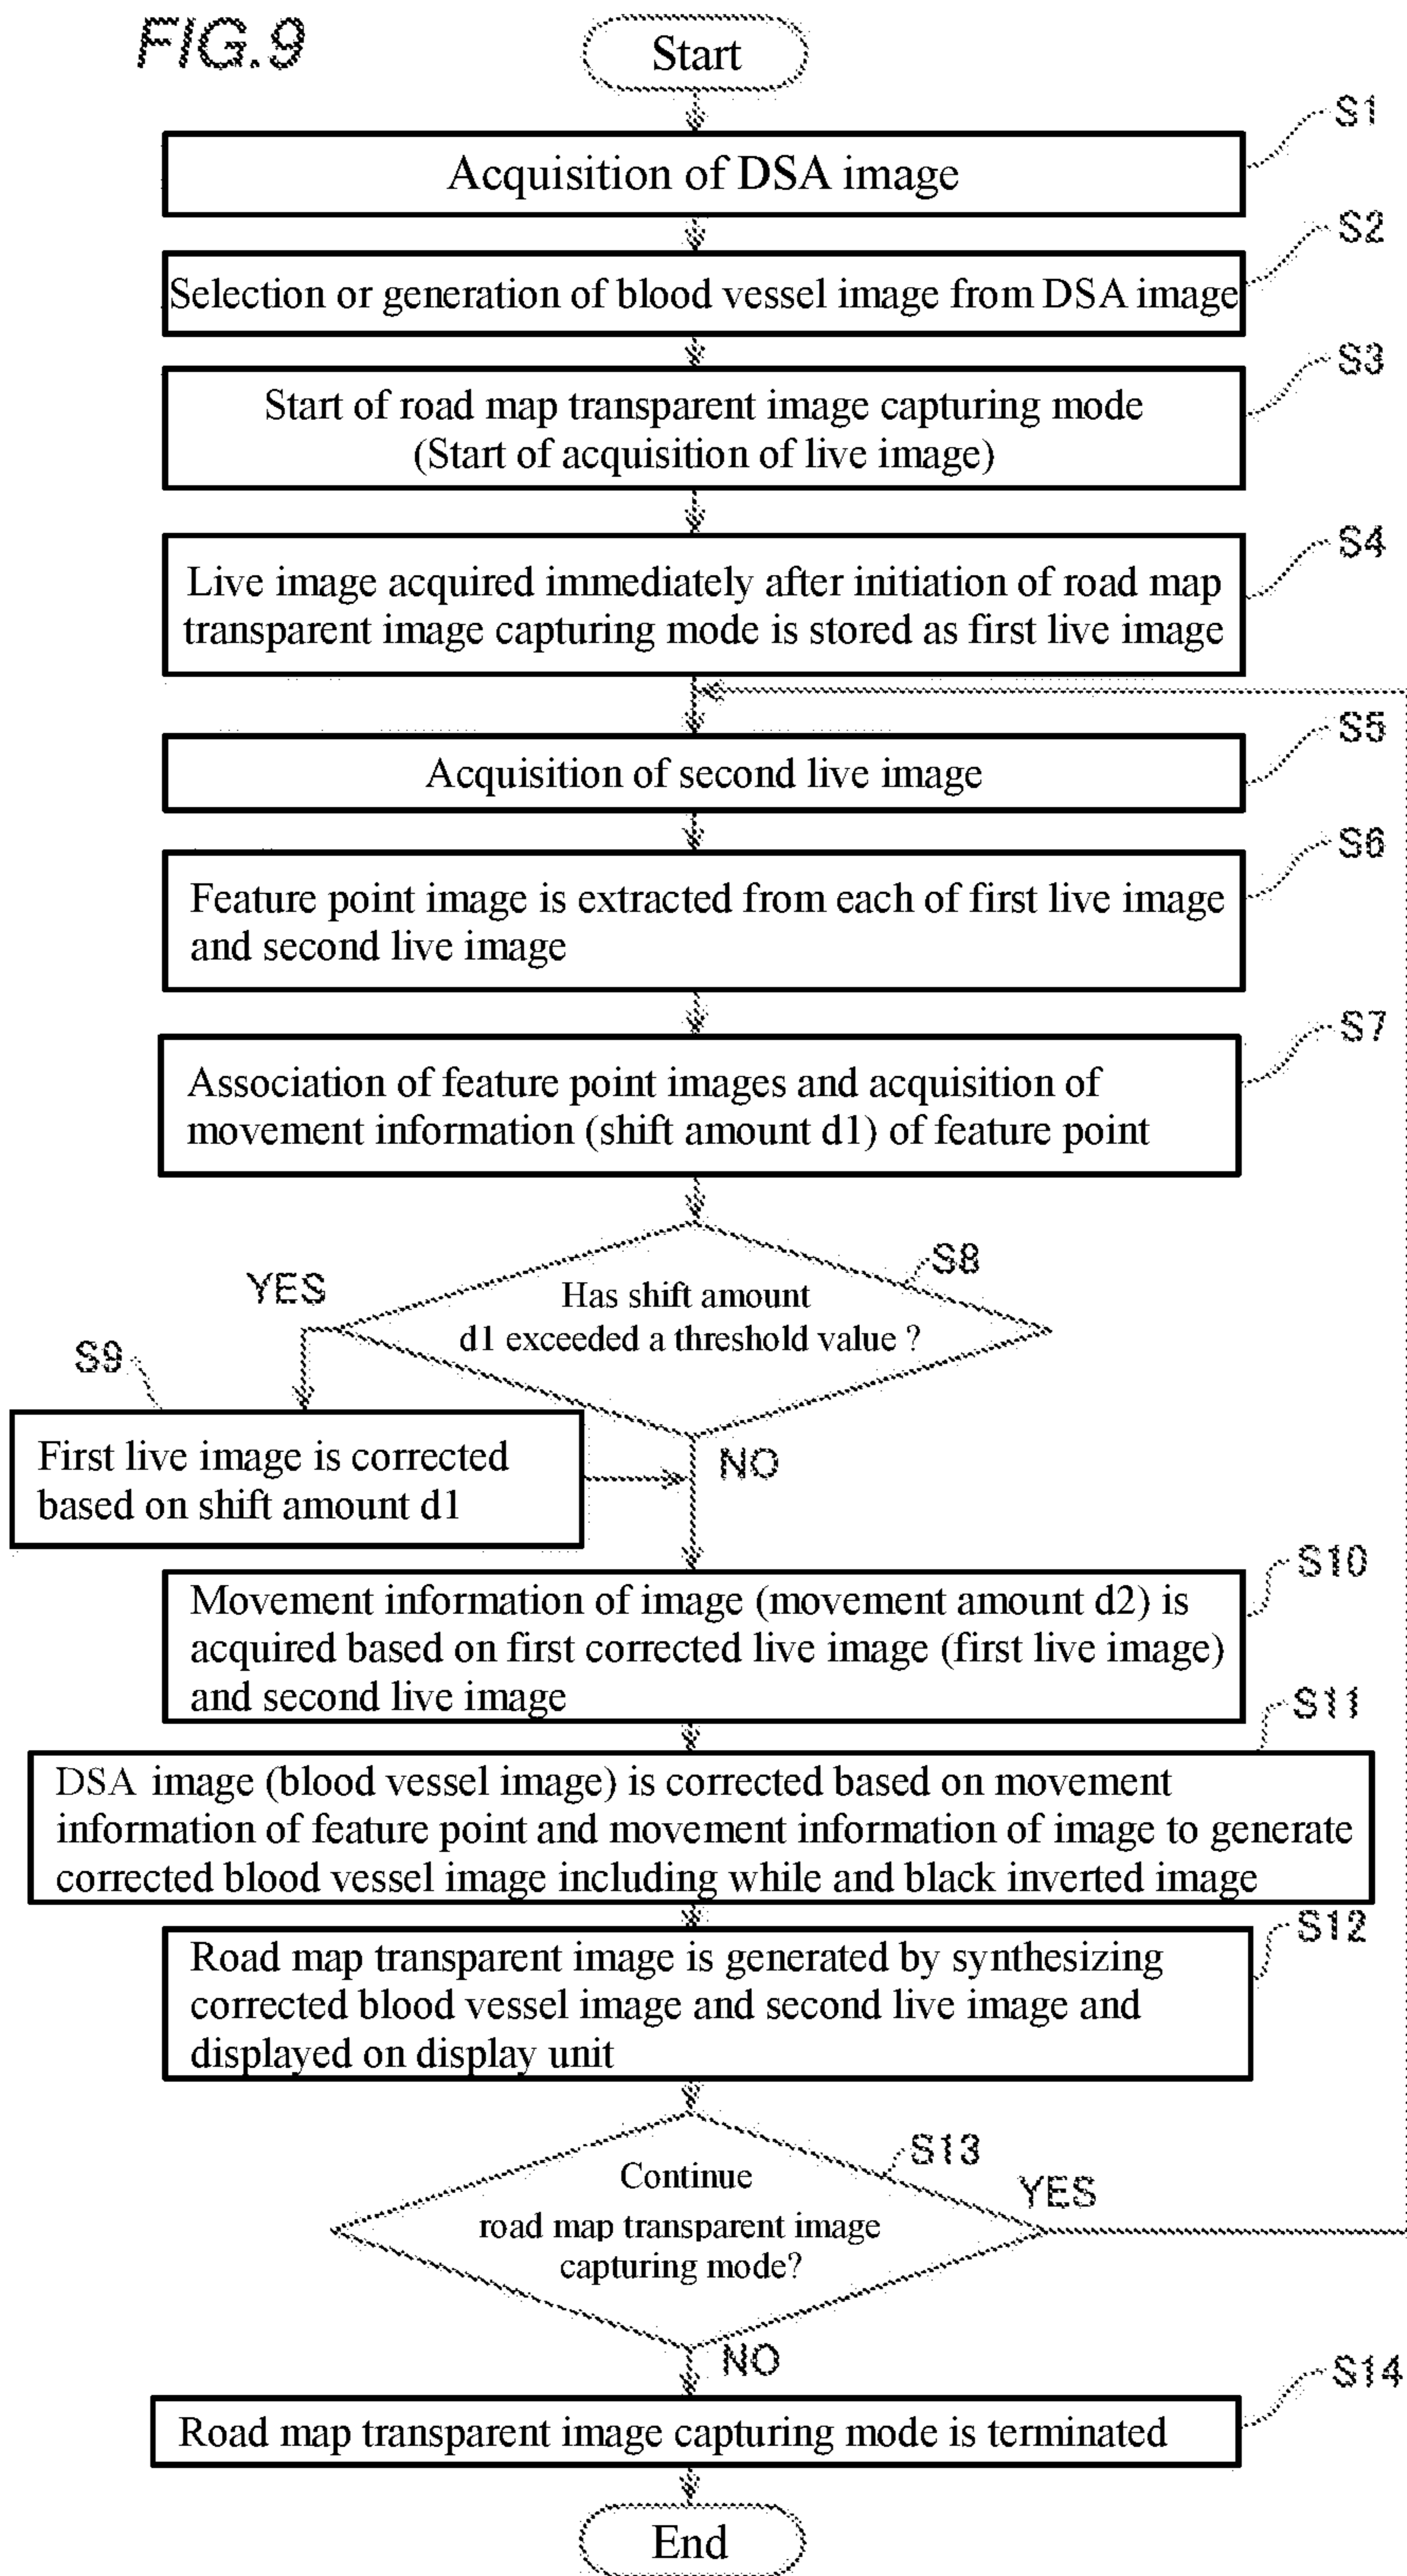 FIG.9
Start
S1
Acquisition of DSA image
S2
Selection or generation of blood vessel image from DSA image
S3
Start of road map transparent image capturing mode
(Start of acquisition of live image)
S4
Live image acquired immediately after initiation of road map
transparent image capturing mode is stored as first live image
S5
Acquisition of second live image
S6
Feature point image is extracted from each of first live image
and second live image
S7
Association of feature point images and acquisition of
movement information (shift amount d1) of feature point
S8
YES
Has shift amount
d1 exceeded a threshold value ?
S9
First live image is corrected
based on shift amount d1
NO
S10
Movement information of image (movement amount d2) is
acquired based on first corrected live image (first live image)
and second live image
S11
DSA image (blood vessel image) is corrected based on movement
information of feature point and movement information of image to generate
corrected blood vessel image including while and black inverted image
S12
Road map transparent image is generated by synthesizing
corrected blood vessel image and second live image and
displayed on display unit
S13
Continue
road map transparent image
capturing mode?
YES
NO
S14
Road map transparent image capturing mode is terminated
End